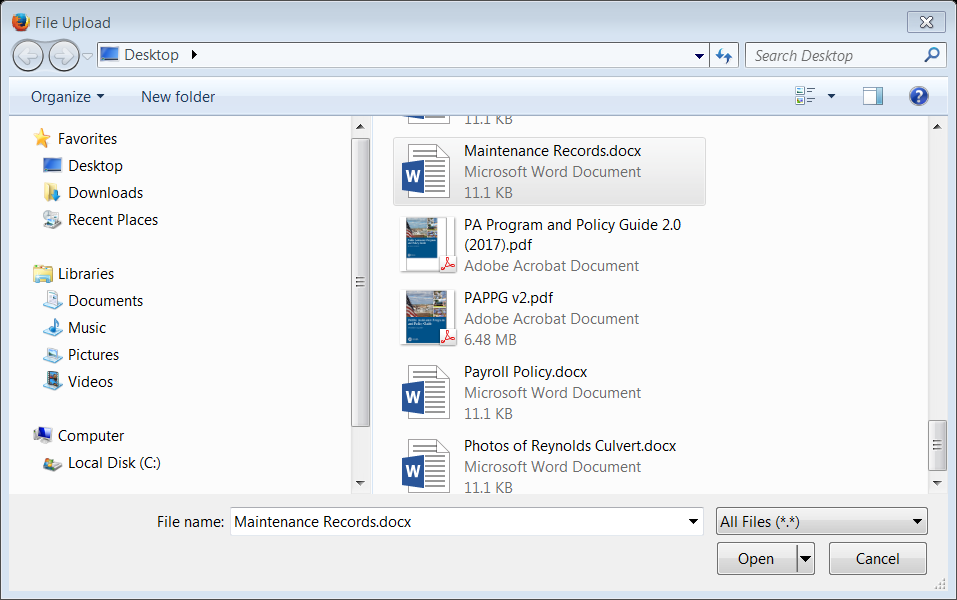 File Upload
Desktop
Search Desktop
Organize
New folder
?
Favorites
Desktop
Downloads
Recent Places
Libraries
Documents
Music
Pictures
Videos
Computer
Local Disk (C:)
11.1 KB
Maintenance Records.docx
Microsoft Word Document
11.1 KB
PA Program and Policy Guide 2.0
(2017).pdf
Adobe Acrobat Document
PAPPG v2.pdf
Adobe Acrobat Document
6.48 MB
Payroll Policy.docx
Microsoft Word Document
11.1 KB
Photos of Reynolds Culvert.docx
Microsoft Word Document
11.1 KB
File name: Maintenance Records.docx
All Files (*.*)
Open
Cancel